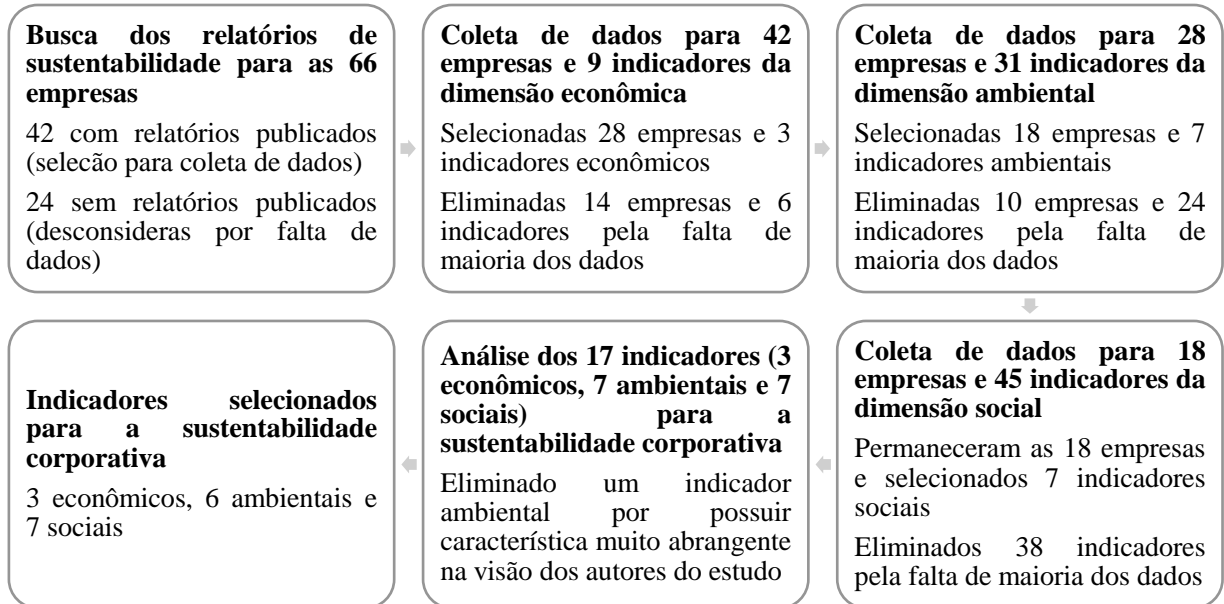 Busca dos relatórios de
sustentabilidade para as 66
empresas
42 com relatórios publicados
(selecão para coleta de dados)
24 sem relatórios publicados
(desconsideras por falta de
dados)
Coleta de dados para 42
empresas e 9 indicadores da
dimensão econômica
Selecionadas 28 empresas e 3
indicadores econômicos
Eliminadas 14 empresas e 6
indicadores pela falta de
maioria dos dados
Coleta de dados para 28
empresas e 31 indicadores da
dimensão ambiental
Selecionadas 18 empresas e 7
indicadores ambientais
Eliminadas 10 empresas e 24
indicadores pela falta de
maioria dos dados
Coleta de dados para 18
empresas e 45 indicadores da
dimensão social
Permaneceram as 18 empresas
e selecionados 7 indicadores
sociais
Eliminados 38 indicadores
pela falta de maioria dos dados
Análise dos 17 indicadores (3
econômicos, 7 ambientais e 7
sociais) para a
sustentabilidade corporativa
Eliminado um indicador
ambiental por possuir
característica muito abrangente
na visão dos autores do estudo
Indicadores selecionados
para a sustentabilidade
corporativa
3 econômicos, 6 ambientais e
7 sociais